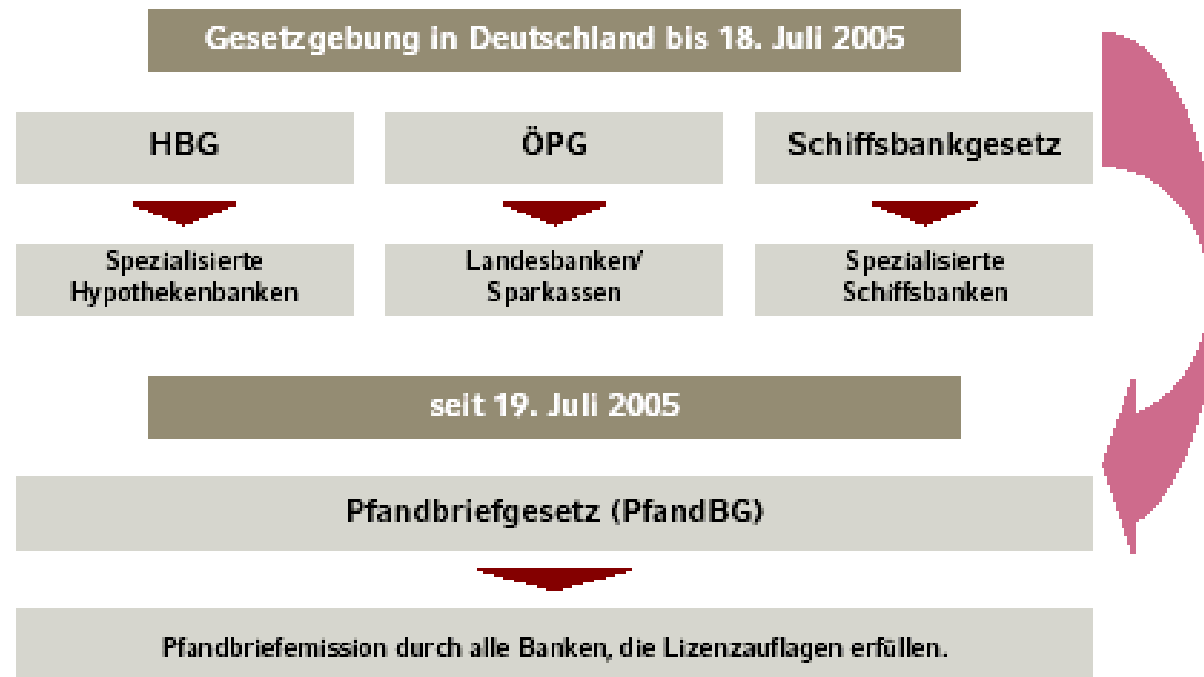 Gesetzgebung in Deutschland bis 18. Juli 2005
HBG
ÖPG
Schiffsbankgesetz
Spezialisierte
Hypothekenbanken
Landesbanken/
Sparkassen
Spezialisierte
Schiffsbanken
seit 19. Juli 2005
Pfandbriefgesetz (PfandBG)
Pfandbriefemission durch alle Banken, die Lizenzauflagen erfüllen.